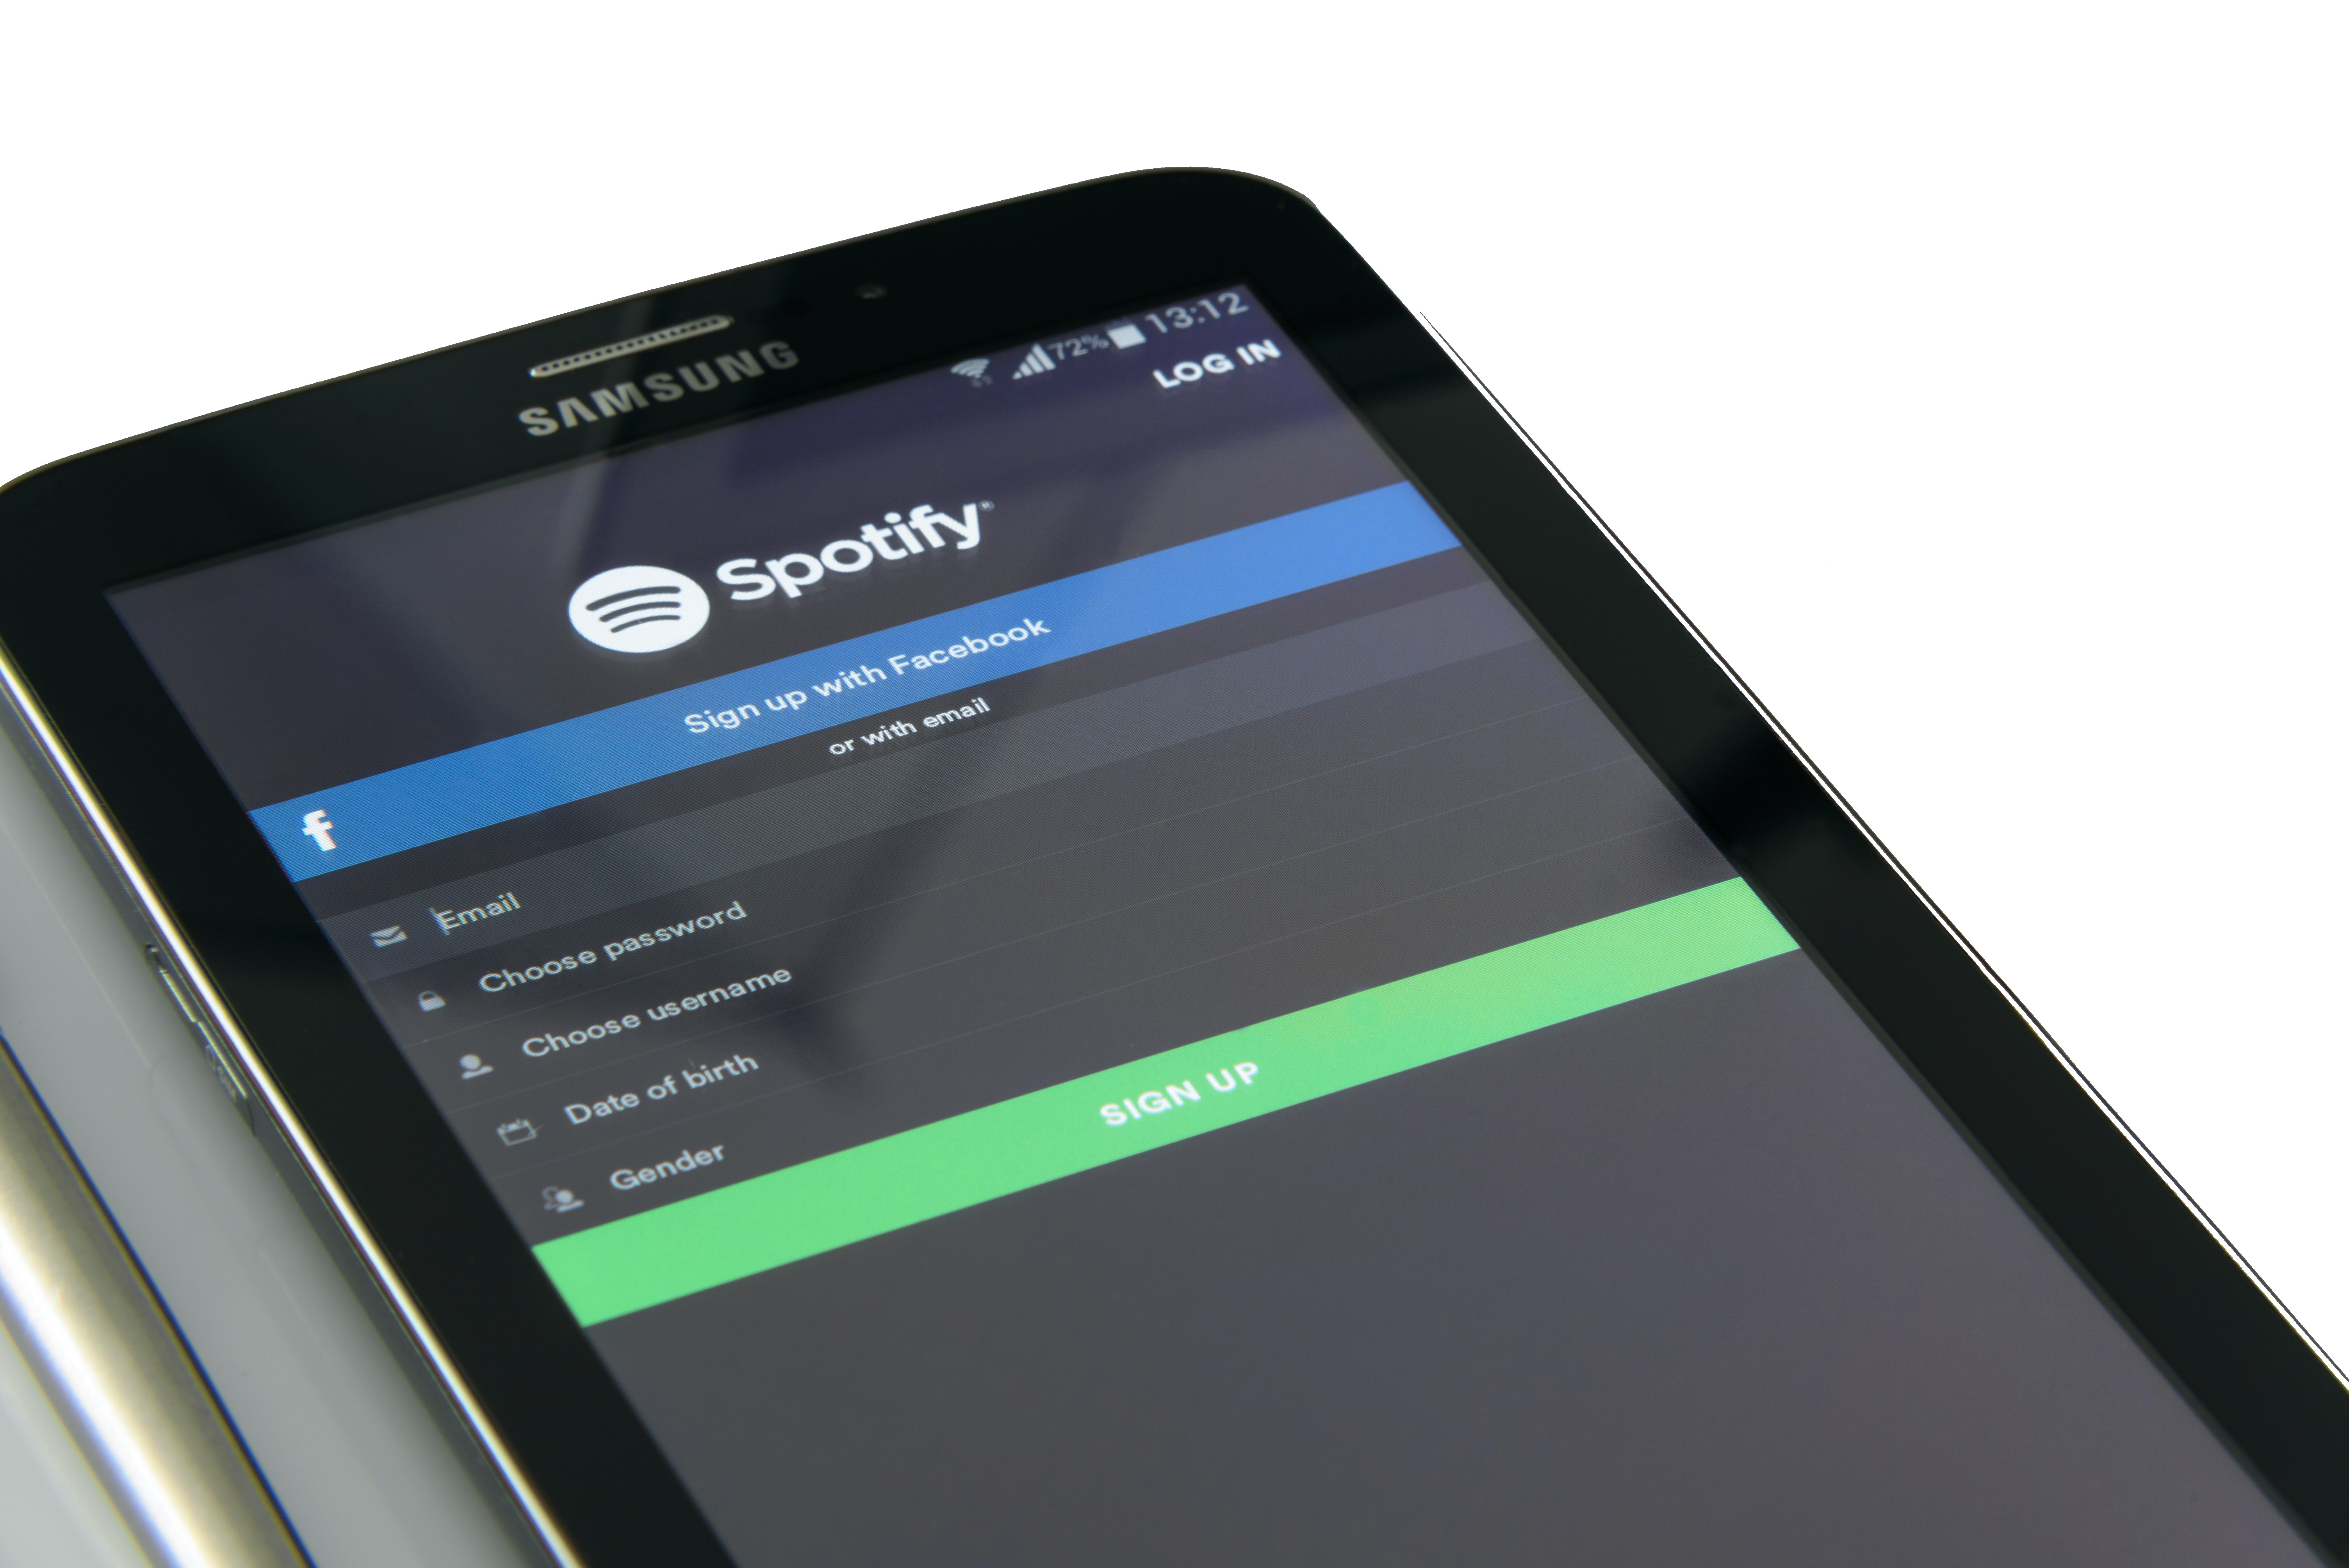 SAMSUNG
72% 13:12
LOG IN
Spotify®
f Sign up with Facebook
or with email
Email
Choose password
Choose username
Date of birth
Gender
SIGN UP